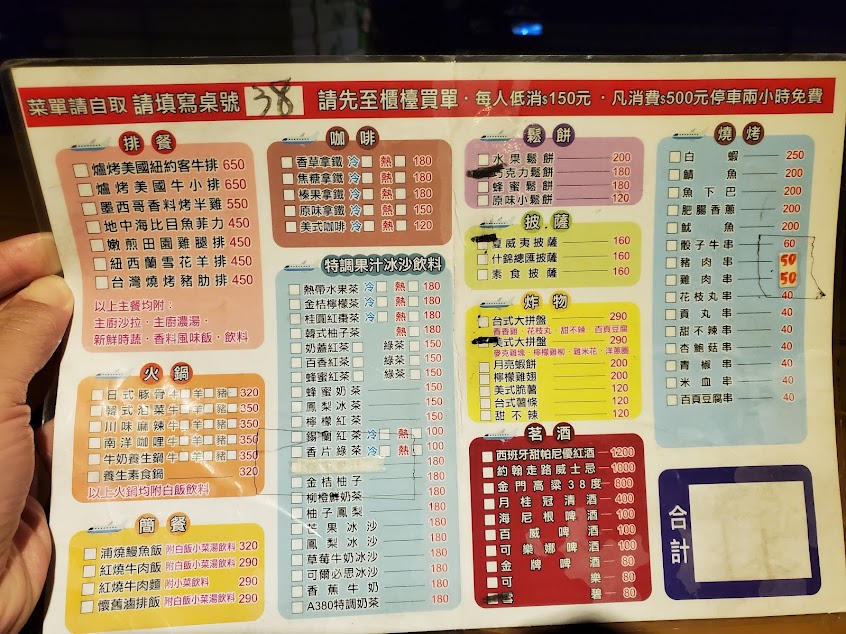 菜單請自取 請填寫桌號 38 請先至櫃檯買單・每人低消$150元・凡消費$500元停車兩小時免費
排餐
爐烤美國紐約客牛排 650
爐烤美國牛小排 650
墨西哥香料烤半雞 550
地中海比目魚菲力 450
嫩煎田園雞腿排 450
紐西蘭雪花羊排 450
台灣燒烤豬肋排 450
以上主餐均附：
主廚沙拉・主廚濃湯・
新鮮時蔬・香料風味飯・飲料
火鍋
日式豚骨 牛 羊 豬 320
韓式泡菜 牛 羊 豬 350
川味麻辣 牛 羊 豬 350
南洋咖哩 牛 羊 豬 350
牛奶養生鍋 牛 羊 豬 350
養生素食鍋 320
以上火鍋均附白飯飲料
簡餐
浦燒鰻魚飯 附白飯小菜湯飲料 320
紅燒牛肉飯 附白飯小菜湯飲料 290
紅燒牛肉麵 附小菜飲料 290
懷舊滷排飯 附白飯小菜湯飲料 290
咖啡
香草拿鐵 冷 熱 180
焦糖拿鐵 冷 熱 180
榛果拿鐵 冷 熱 180
原味拿鐵 冷 熱 150
美式咖啡 冷 熱 120
特調果汁冰沙飲料
熱帶水果茶 冷 熱 180
金桔檸檬茶 冷 熱 180
桂圓紅棗茶 冷 熱 180
韓式柚子茶 熱 180
奶蓋紅茶 綠茶 150
百香紅茶 綠茶 150
蜂蜜紅茶 綠茶 150
蜂蜜奶茶 150
鳳梨冰茶 150
檸檬紅茶 150
錫蘭紅茶 冷 熱 100
香片綠茶 冷 熱 100
180
金桔柚子 180
柳橙鮮奶茶 180
柚子鳳梨 180
芒果冰沙 180
鳳梨冰沙 180
草莓牛奶冰沙 180
可爾必思冰沙 180
香蕉牛奶 180
A380特調奶茶 180
鬆餅
水果鬆餅 200
巧克力鬆餅 180
蜂蜜鬆餅 180
原味小鬆餅 120
披薩
夏威夷披薩 160
什錦總匯披薩 160
素食披薩 160
炸物
台式大拼盤 290
香香雞・花枝丸・甜不辣・百頁豆腐
美式大拼盤 290
麥克雞塊・檸檬雞柳・雞米花・洋蔥圈
月亮蝦餅 200
檸檬雞翅 200
美式脆薯 120
台式薯條 120
甜不辣 120
茗酒
西班牙甜帕尼優紅酒 1200
約翰走路威士忌 1000
金門高粱38度 800
月桂冠清酒 400
海尼根啤酒 100
百威啤酒 100
可樂娜啤酒 100
金牌啤酒 80
可樂 80
雪碧 80
燒烤
白蝦 250
鯖魚 200
魚下巴 200
肥腸香蔥 200
魷魚 200
骰子牛串 60
豬肉串 50
雞肉串 50
花枝丸串 40
貢丸串 40
甜不辣串 40
杏鮑菇串 40
青椒串 40
米血串 40
百頁豆腐串 40
合計